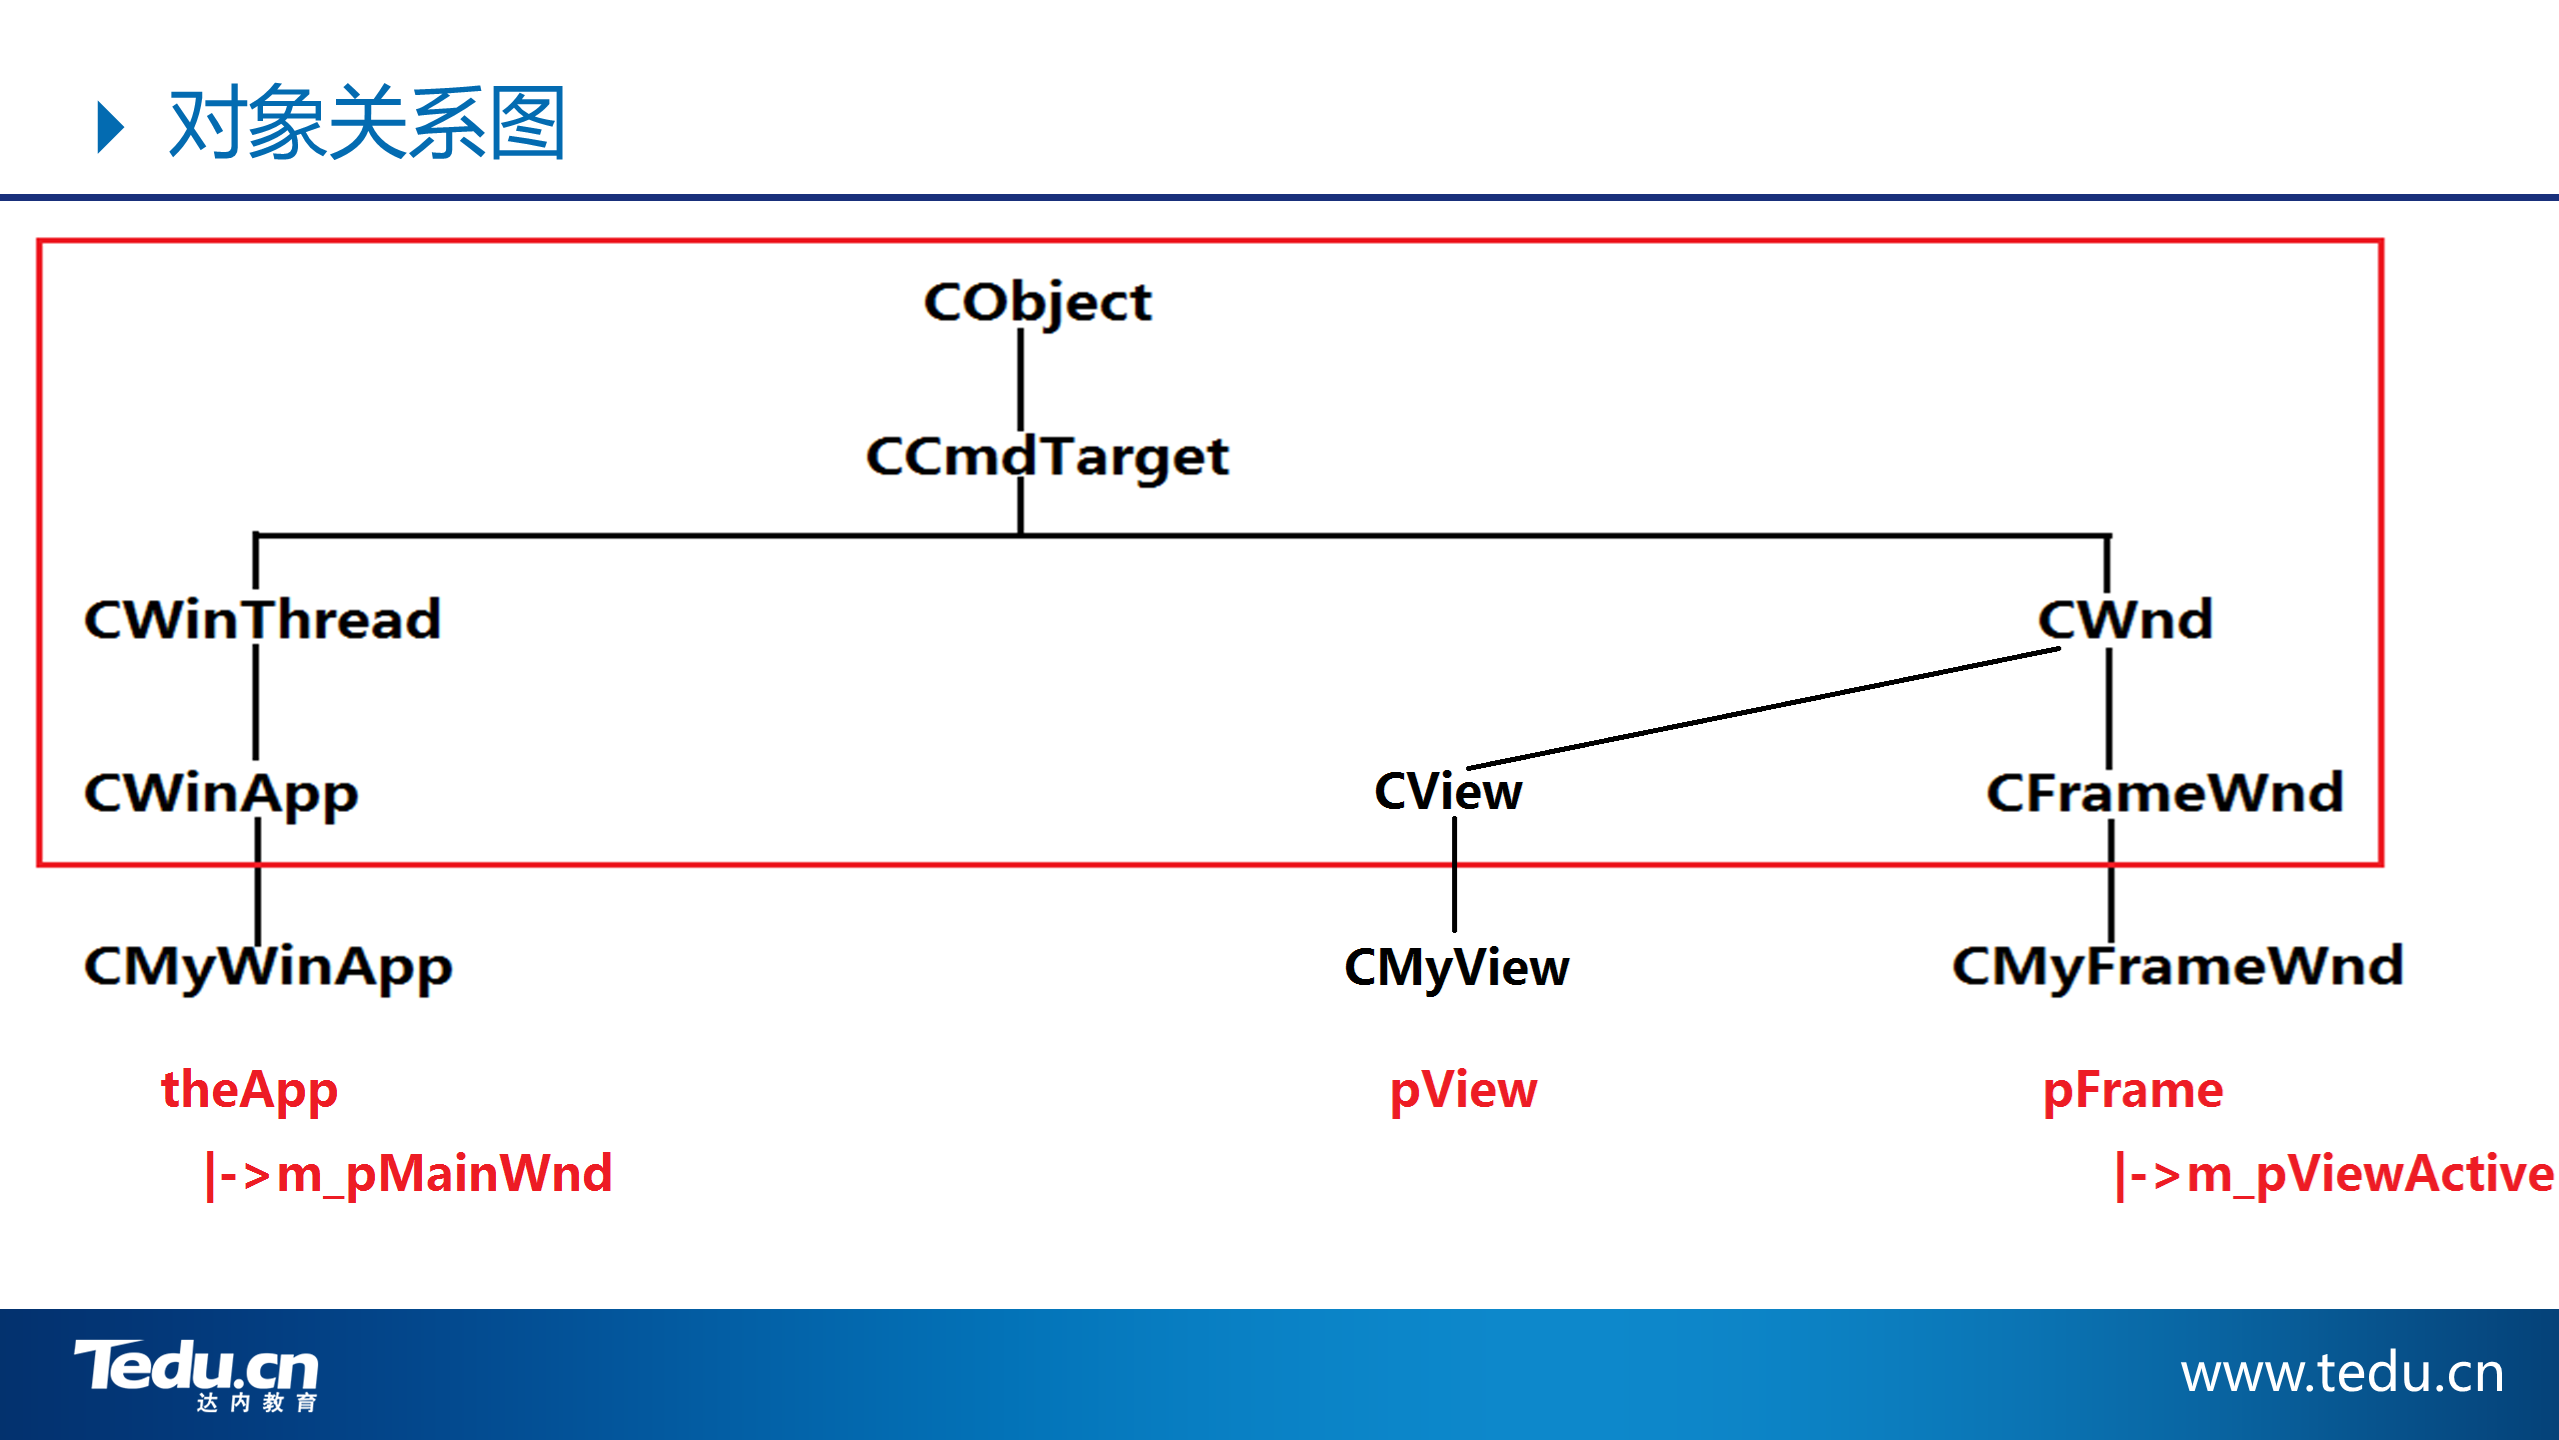 对象关系图
CObject
CCmdTarget
CWinThread
CWnd
CWinApp
CView
CFrameWnd
CMyWinApp
CMyView
CMyFrameWnd
theApp
pView
pFrame
|->m_pMainWnd
|->m_pViewActive
Tedu.cn
达内教育
www.tedu.cn